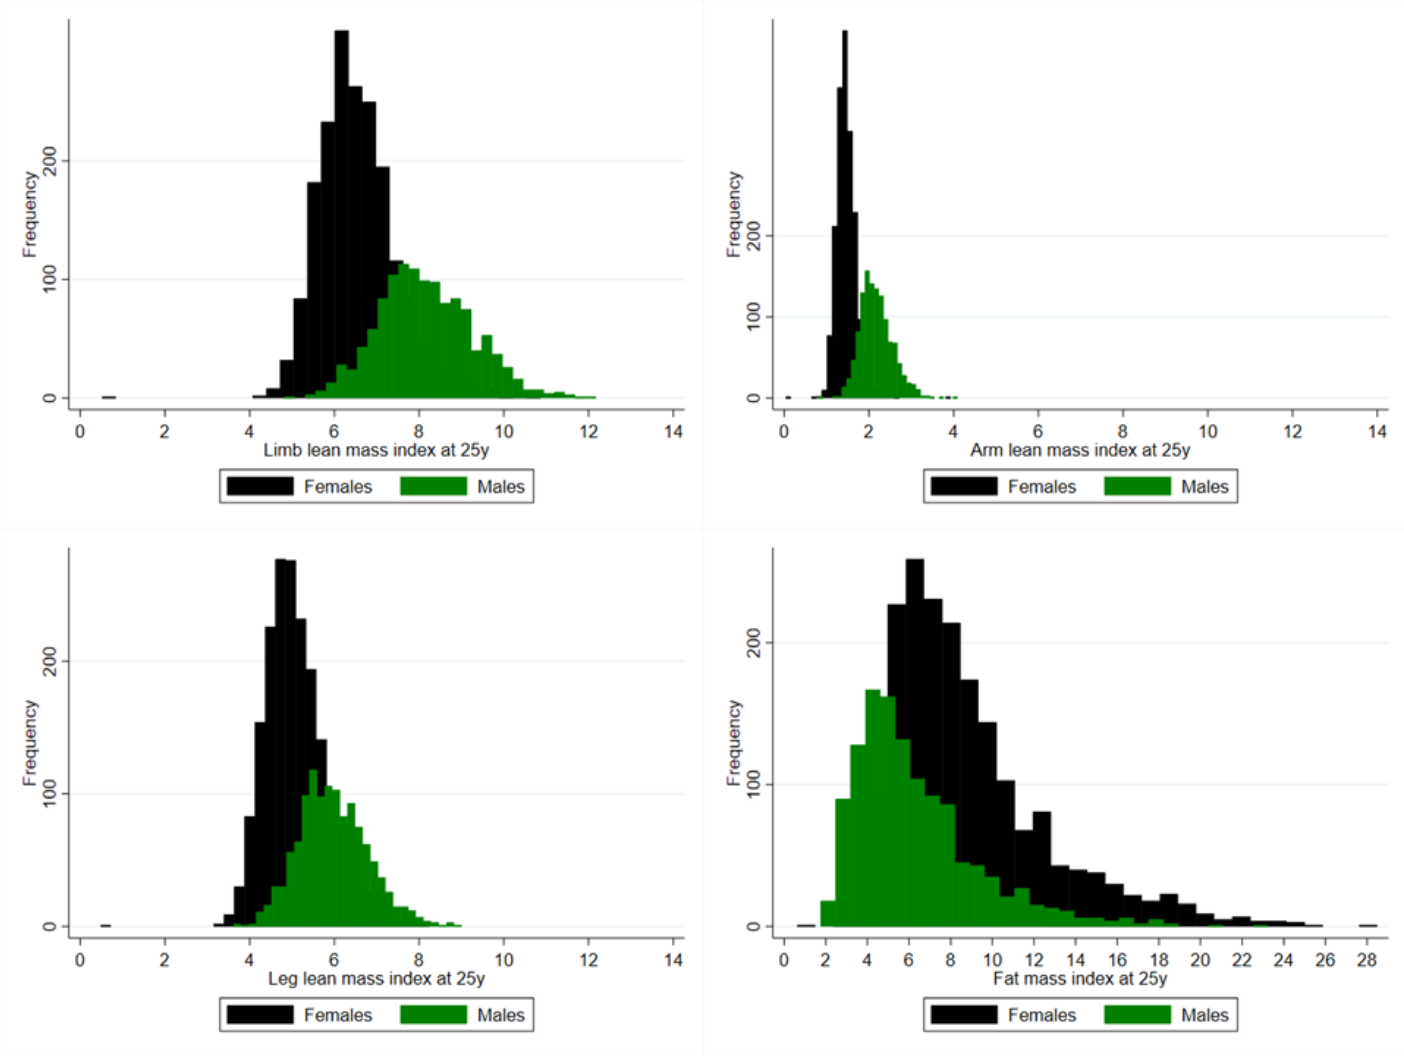 Frequency
200
100
0
0 2 4 6 8 10 12 14
Limb lean mass index at 25y
Females Males
Frequency
200
100
0
0 2 4 6 8 10 12 14
Arm lean mass index at 25y
Females Males
Frequency
200
100
0
0 2 4 6 8 10 12 14
Leg lean mass index at 25y
Females Males
Frequency
200
100
0
0 2 4 6 8 10 12 14 16 18 20 22 24 26 28
Fat mass index at 25y
Females Males